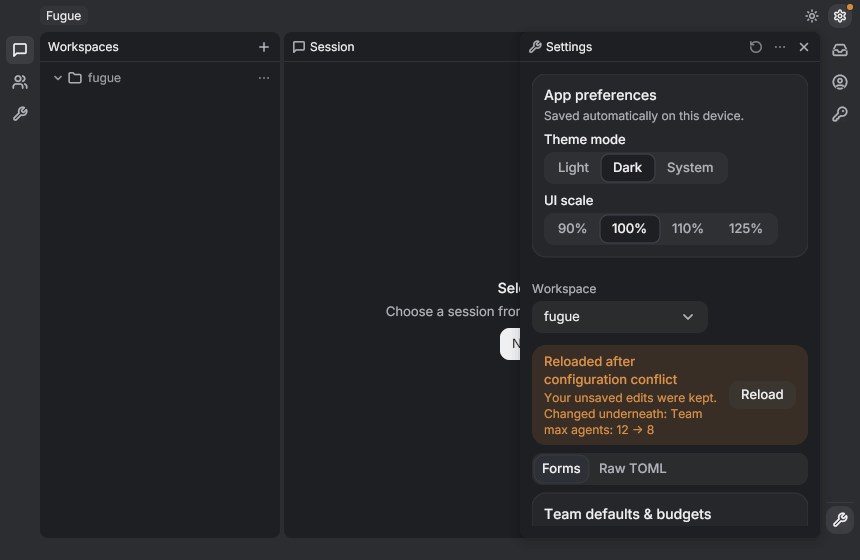 Fugue
Workspaces
fugue
Session
Sele
Choose a session from
N
Settings
App preferences
Saved automatically on this device.
Theme mode
Light Dark System
UI scale
90% 100% 110% 125%
Workspace
fugue
Reloaded after
configuration conflict
Your unsaved edits were kept.
Changed underneath: Team
max agents: 12 → 8
Reload
Forms Raw TOML
Team defaults & budgets